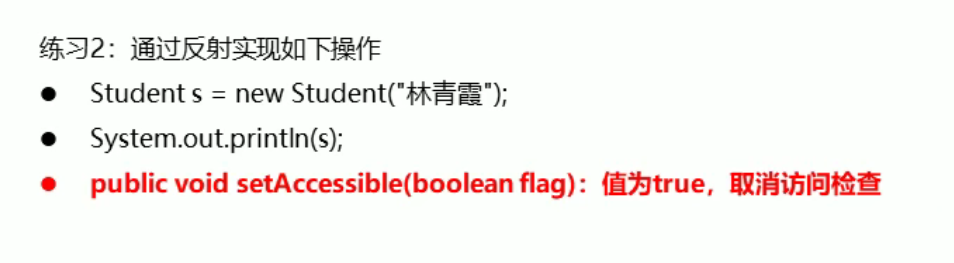 练习2：通过反射实现如下操作
● Student s = new Student("林青霞");
● System.out.println(s);
● public void setAccessible(boolean flag)：值为true，取消访问检查